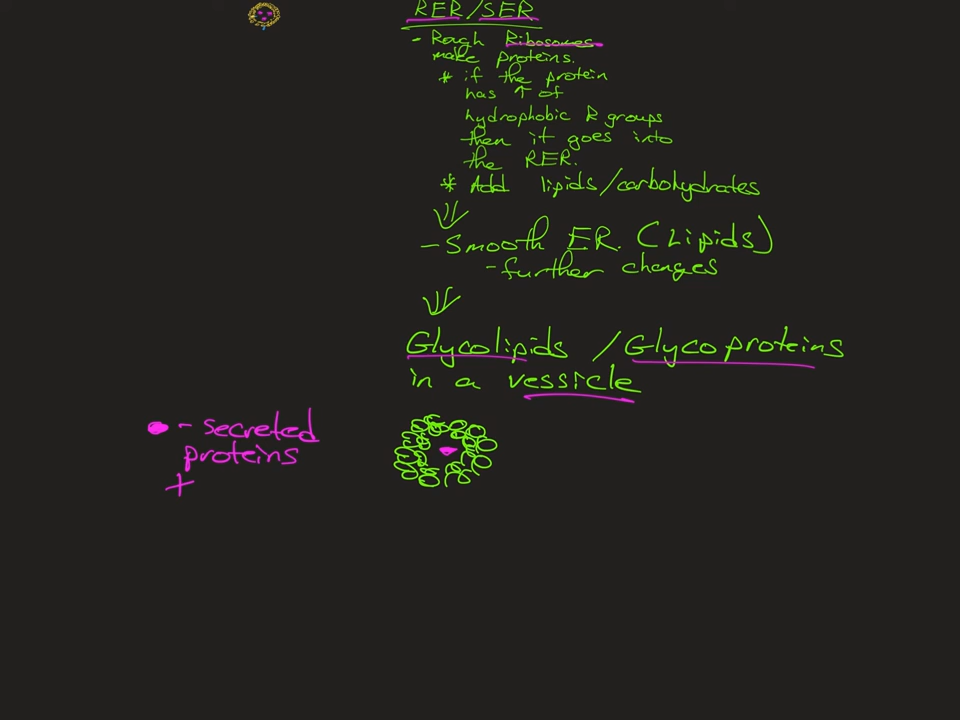 RER/SER
- Rough Ribosomes
make proteins.
* if the protein
has ↑ of
hydrophobic R groups
then it goes into
the RER.
* Add lipids/carbohydrates
- Smooth ER. (Lipids)
- further changes
Glycolipids / Glycoproteins
in a vessicle
- secreted
proteins
+